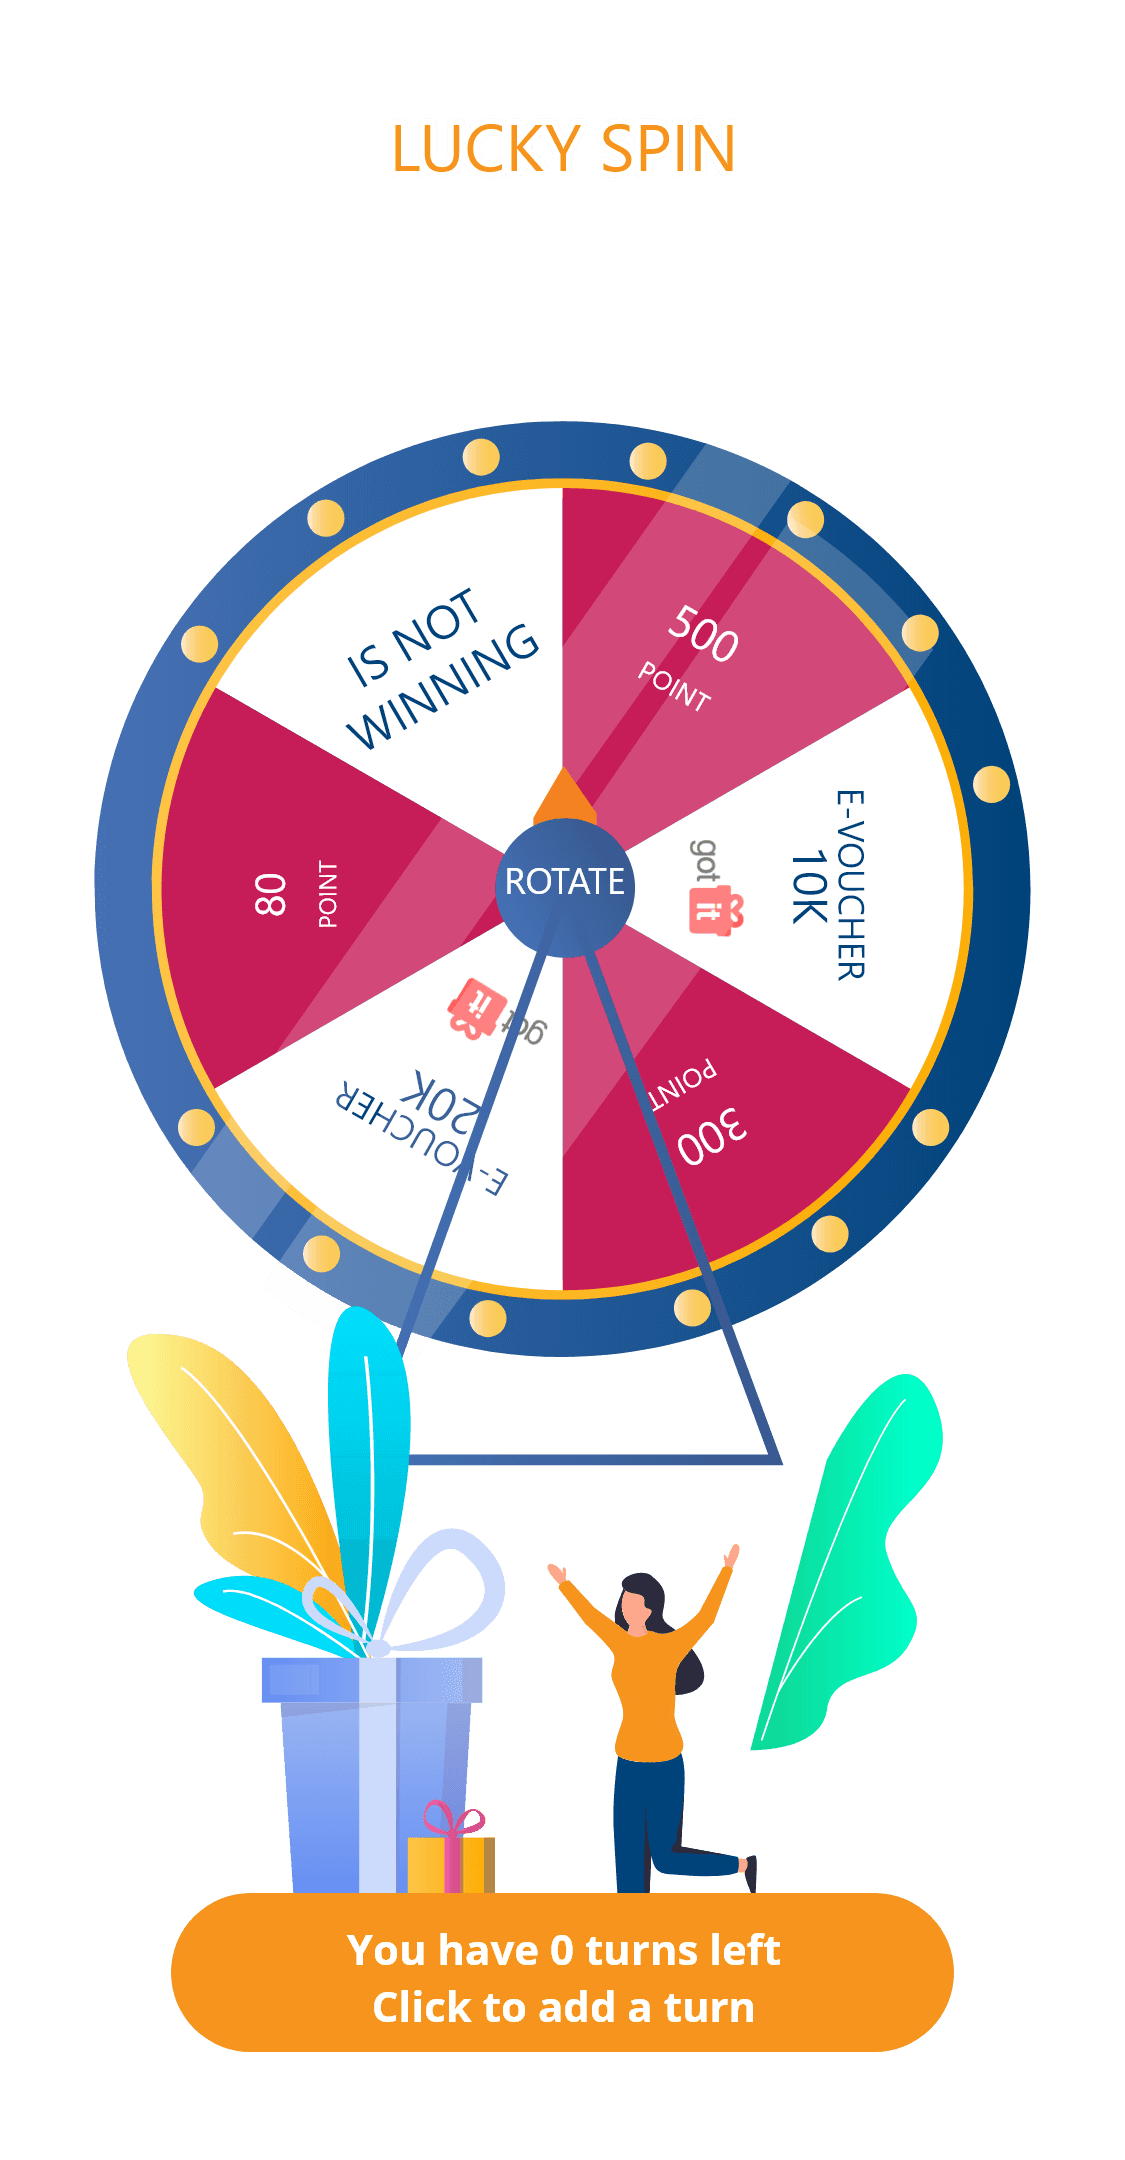 LUCKY SPIN
IS NOT
WINNING
500
POINT
E-VOUCHER
10K
got
it
300
POINT
E-VOUCHER
20K
got
it
80
POINT
ROTATE
You have 0 turns left
Click to add a turn